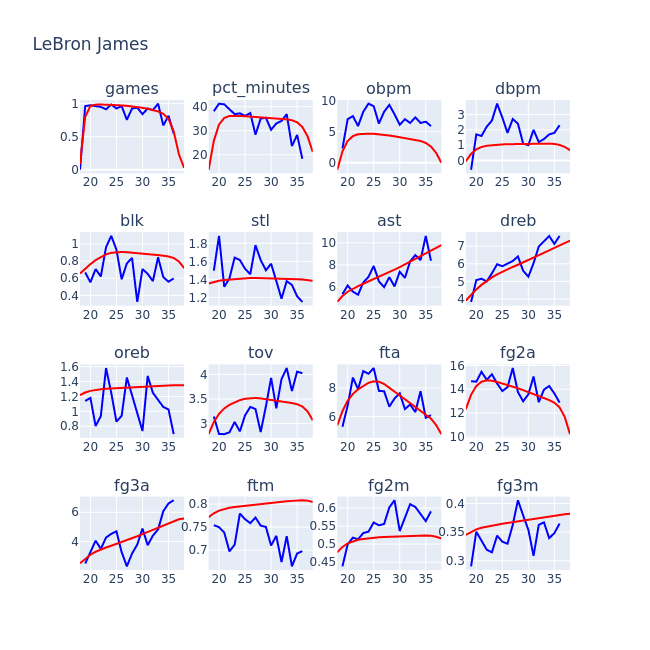 LeBron James
games pct_minutes obpm dbpm
1
0.5
0
20 25 30 35
40
30
20
20 25 30 35
10
5
0
20 25 30 35
3
2
1
0
20 25 30 35
blk stl ast dreb
1
0.8
0.6
0.4
20 25 30 35
1.8
1.6
1.4
1.2
20 25 30 35
10
8
6
20 25 30 35
7
6
5
4
20 25 30 35
oreb tov fta fg2a
1.6
1.4
1.2
1
0.8
20 25 30 35
4
3.5
3
20 25 30 35
8
6
20 25 30 35
16
14
12
10
20 25 30 35
fg3a ftm fg2m fg3m
6
4
20 25 30 35
0.8
0.75
0.7
20 25 30 35
0.6
0.55
0.5
0.45
20 25 30 35
0.4
0.35
0.3
20 25 30 35